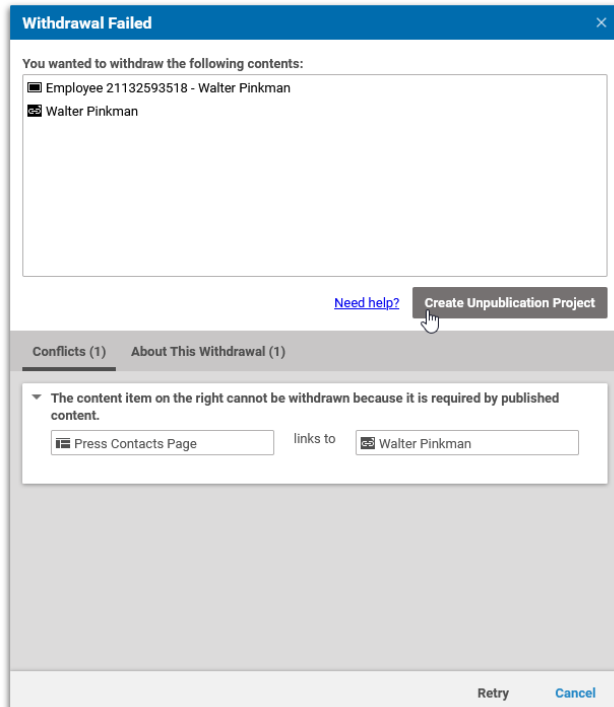 Withdrawal Failed
You wanted to withdraw the following contents:
Employee 21132593518 - Walter Pinkman
Walter Pinkman
Need help?
Create Unpublication Project
Conflicts (1)
About This Withdrawal (1)
The content item on the right cannot be withdrawn because it is required by published
content.
Press Contacts Page
links to
Walter Pinkman
Retry
Cancel